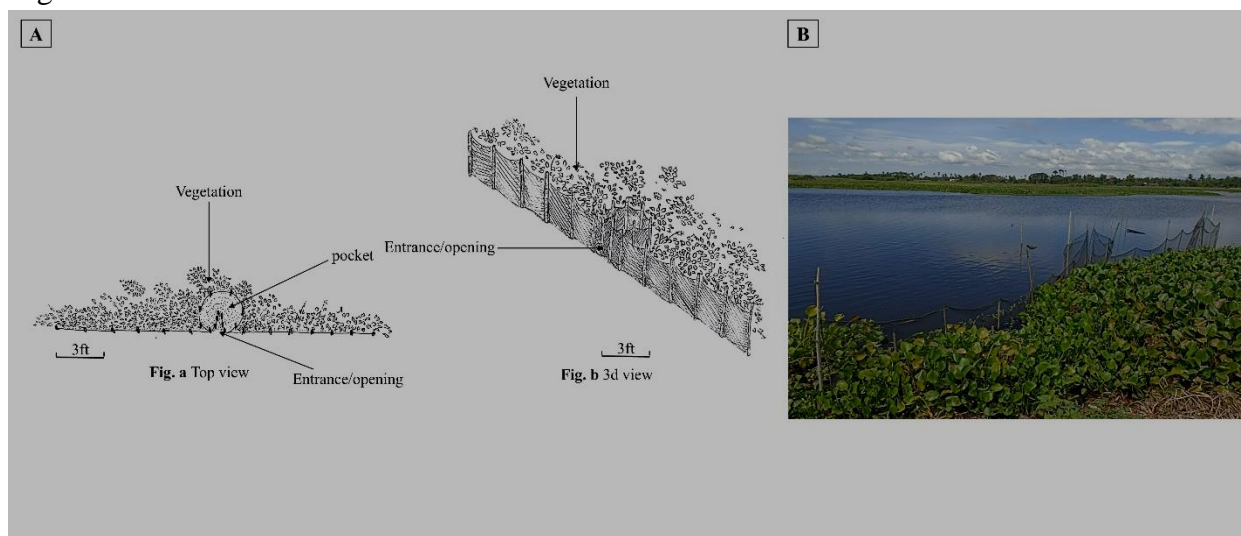 A
Vegetation
pocket
3ft
Fig. a Top view
Entrance/opening
Vegetation
Entrance/opening
3ft
Fig. b 3d view
B